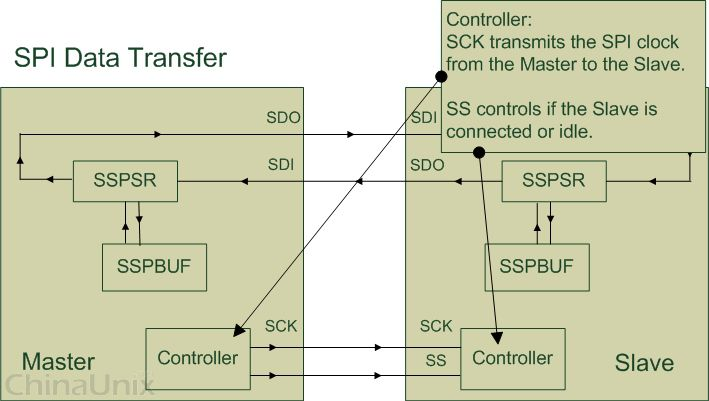 Controller:
SCK transmits the SPI clock
from the Master to the Slave.
SS controls if the Slave is
connected or idle.
SPI Data Transfer
SDO
SDI
SDI
SDO
SSPSR
SSPSR
SSPBUF
SSPBUF
SCK
SCK
Master
Controller
SS
Controller
Slave
ChinaUnix